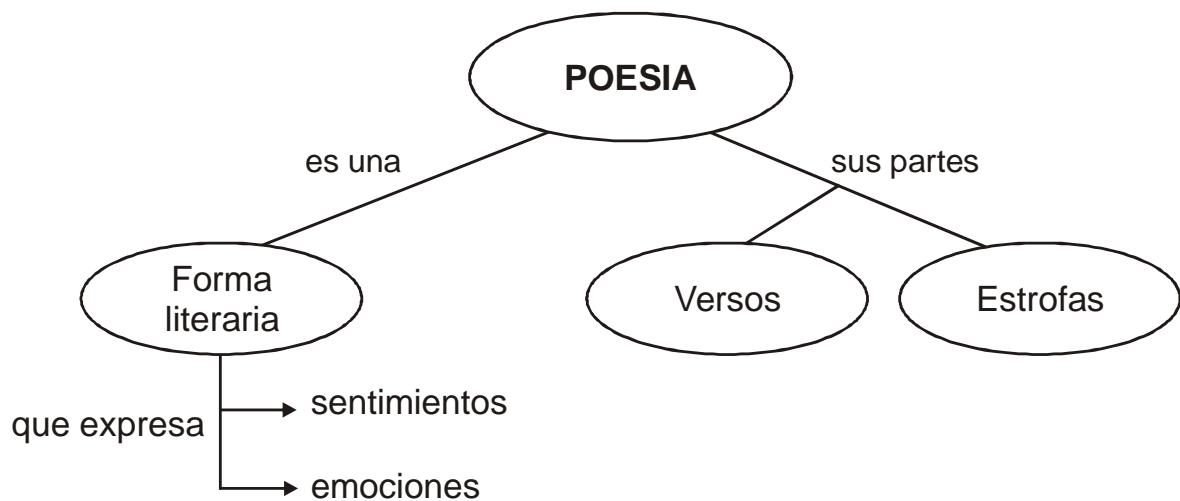 POESIA
es una
sus partes
Forma
literaria
Versos
Estrofas
que expresa
sentimientos
emociones